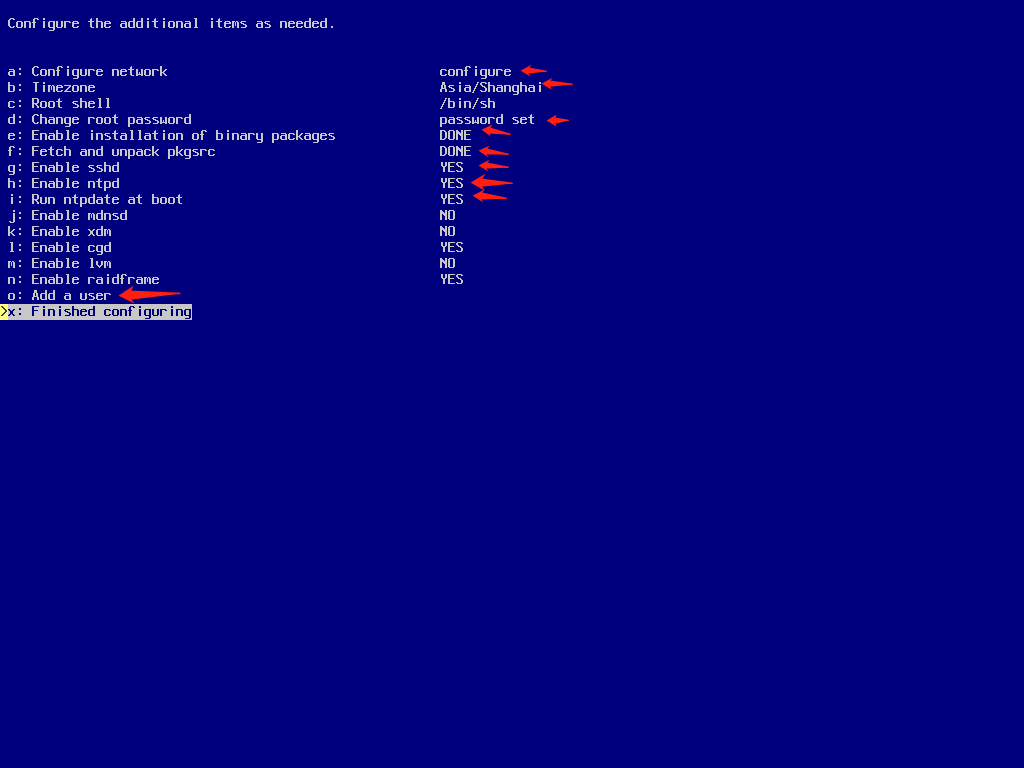 Configure the additional items as needed.
a: Configure network configure
b: Timezone Asia/Shanghai
c: Root shell /bin/sh
d: Change root password password set
e: Enable installation of binary packages DONE
f: Fetch and unpack pkgsrc DONE
g: Enable sshd YES
h: Enable ntpd YES
i: Run ntpdate at boot YES
j: Enable mdnsd NO
k: Enable xdm NO
l: Enable cgd YES
m: Enable lvm NO
n: Enable raidframe YES
o: Add a user
>x: Finished configuring